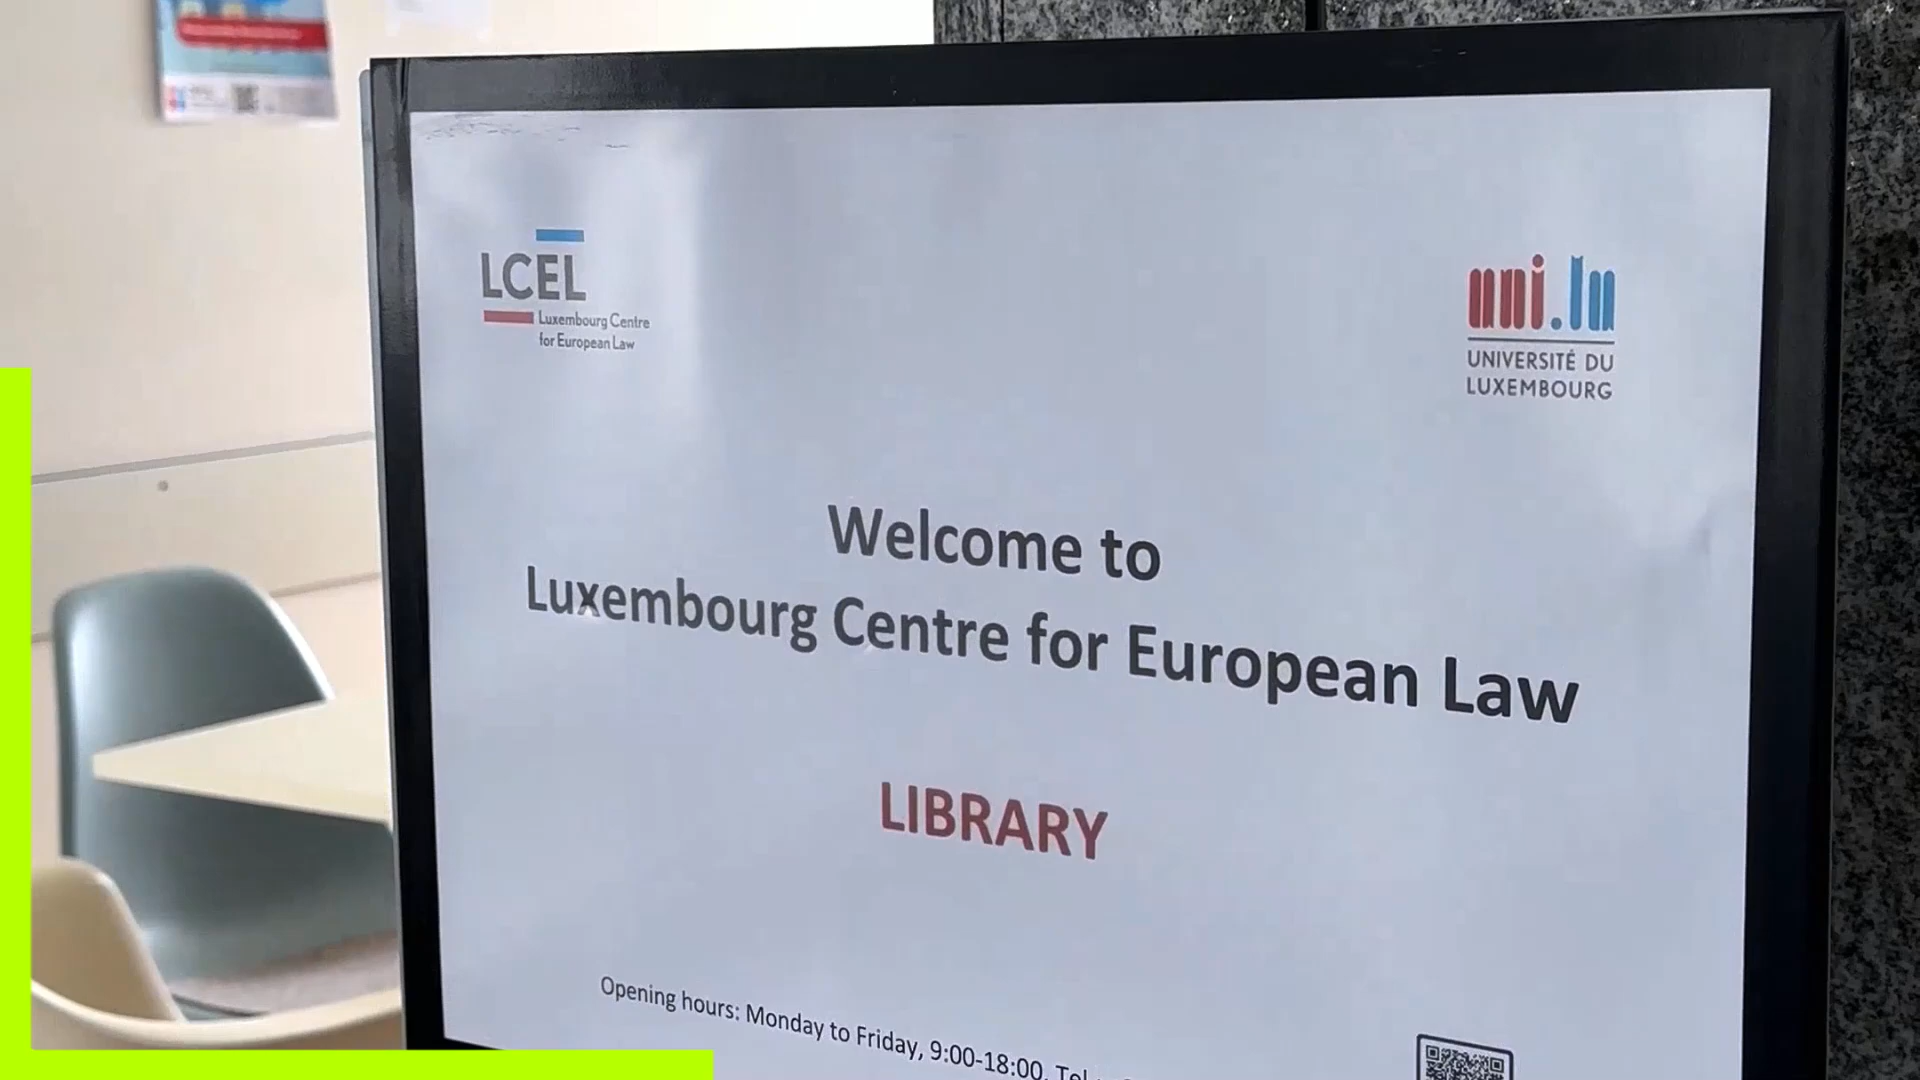 LCEL
Luxembourg Centre
for European Law
uni.lu
UNIVERSITÉ DU
LUXEMBOURG
Welcome to
Luxembourg Centre for European Law
LIBRARY
Opening hours: Monday to Friday, 9:00-18:00.